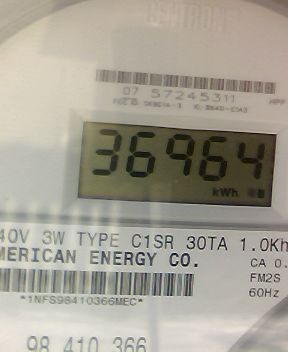 CENTRON
07 57245311
36964
kWh
40V 3W TYPE C1SR 30TA 1.0Kh
MERICAN ENERGY CO.
CA 0.
FM2S
60Hz
*1NFS98410366MEC*
98 410 366